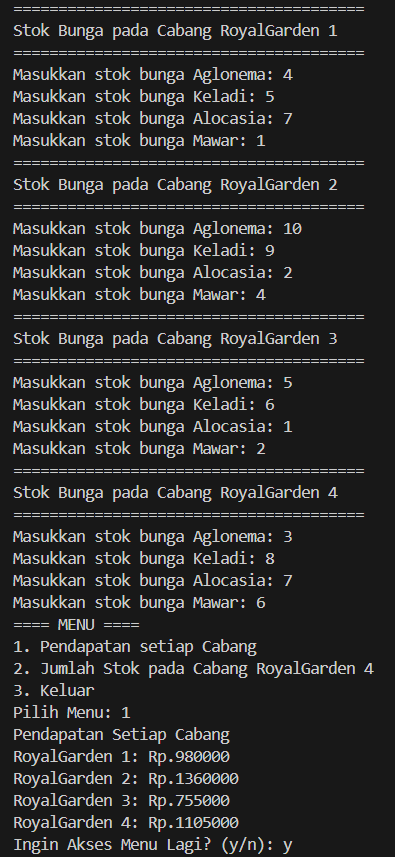 =======================================
Stok Bunga pada Cabang RoyalGarden 1
=======================================
Masukkan stok bunga Aglonema: 4
Masukkan stok bunga Keladi: 5
Masukkan stok bunga Alocasia: 7
Masukkan stok bunga Mawar: 1
=======================================
Stok Bunga pada Cabang RoyalGarden 2
=======================================
Masukkan stok bunga Aglonema: 10
Masukkan stok bunga Keladi: 9
Masukkan stok bunga Alocasia: 2
Masukkan stok bunga Mawar: 4
=======================================
Stok Bunga pada Cabang RoyalGarden 3
=======================================
Masukkan stok bunga Aglonema: 5
Masukkan stok bunga Keladi: 6
Masukkan stok bunga Alocasia: 1
Masukkan stok bunga Mawar: 2
=======================================
Stok Bunga pada Cabang RoyalGarden 4
=======================================
Masukkan stok bunga Aglonema: 3
Masukkan stok bunga Keladi: 8
Masukkan stok bunga Alocasia: 7
Masukkan stok bunga Mawar: 6
==== MENU ====
1. Pendapatan setiap Cabang
2. Jumlah Stok pada Cabang RoyalGarden 4
3. Keluar
Pilih Menu: 1
Pendapatan Setiap Cabang
RoyalGarden 1: Rp.980000
RoyalGarden 2: Rp.1360000
RoyalGarden 3: Rp.755000
RoyalGarden 4: Rp.1105000
Ingin Akses Menu Lagi? (y/n): y